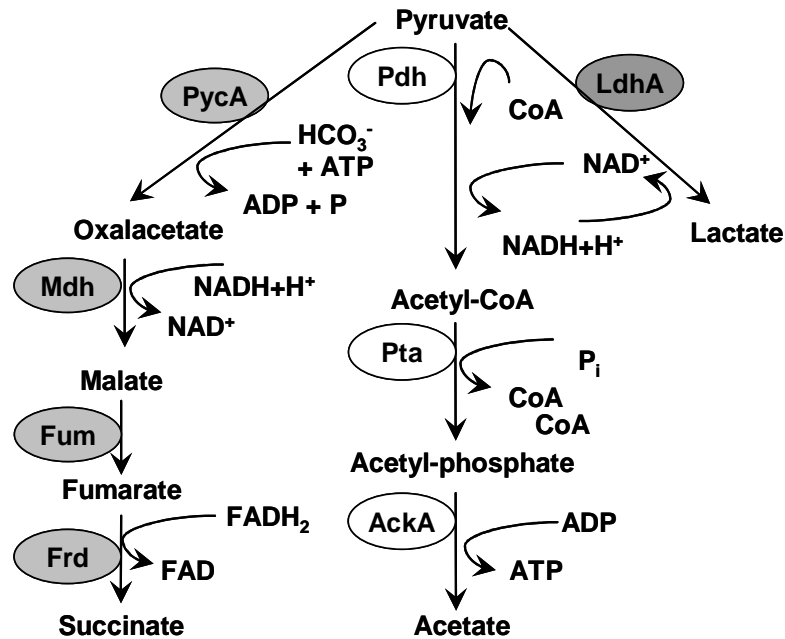 Pyruvate
PycA
Pdh
LdhA
CoA
HCO₃⁻
+ ATP
ADP + P
NAD⁺
NADH+H⁺
Oxalacetate
Lactate
Mdh
NADH+H⁺
NAD⁺
Acetyl-CoA
Pta
Pᵢ
CoA
CoA
Malate
Fum
Acetyl-phosphate
Fumarate
FADH₂
Frd
FAD
AckA
ADP
ATP
Succinate
Acetate